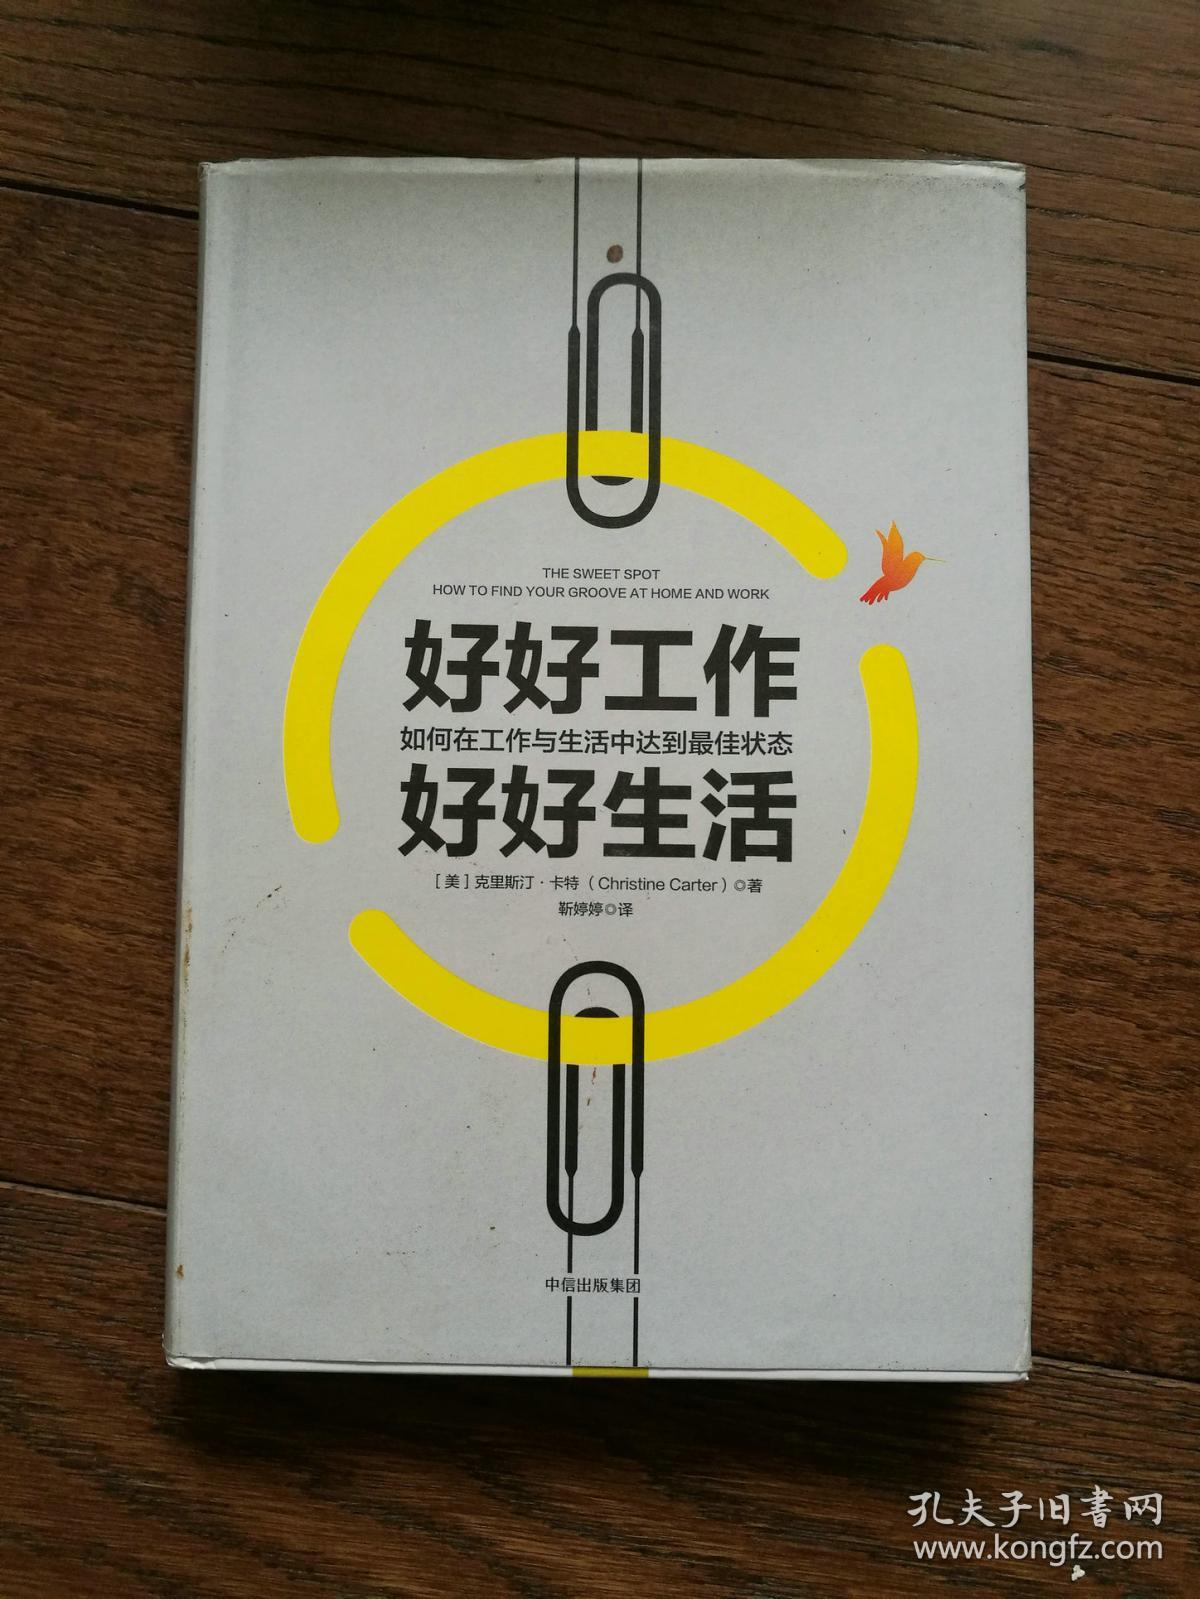 THE SWEET SPOT
HOW TO FIND YOUR GROOVE AT HOME AND WORK
好好工作
如何在工作与生活中达到最佳状态
好好生活
[美]克里斯汀·卡特（Christine Carter）◎著
靳婷婷◎译
中信出版集团
孔夫子旧书网
www.kongfz.com